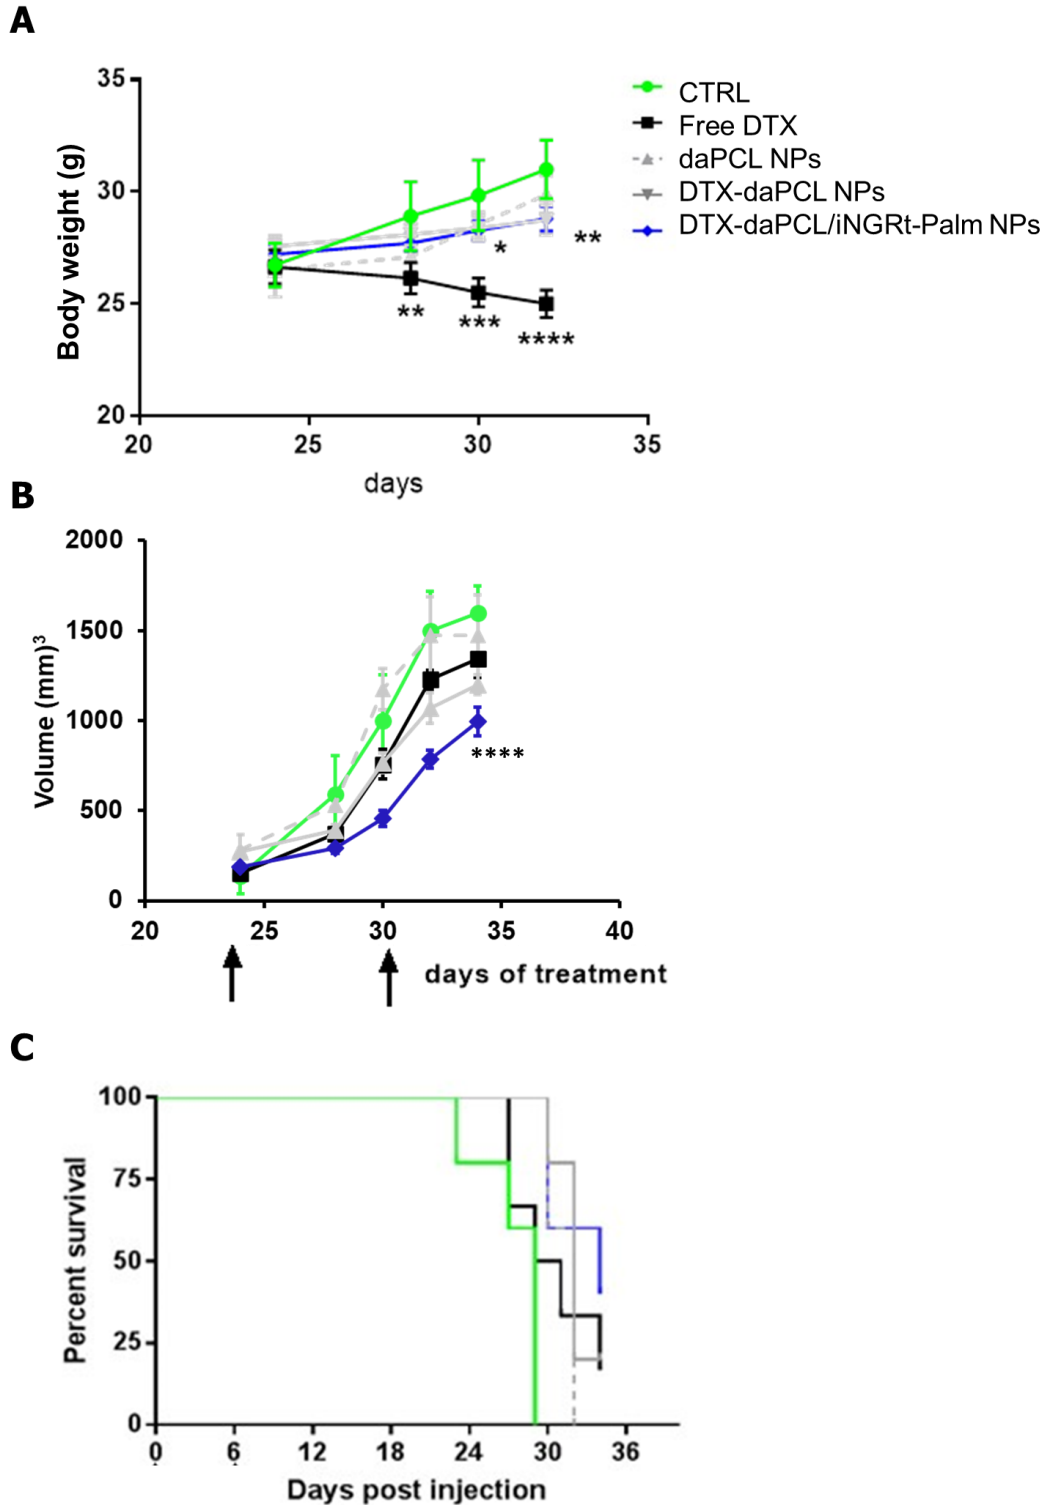 A
35
30
25
20
Body weight (g)
20 25 30 35
days
CTRL
Free DTX
daPCL NPs
DTX-daPCL NPs
DTX-daPCL/iNGRt-Palm NPs
*
**
**
***
****
B
2000
1500
1000
500
0
Volume (mm)³
****
20 25 30 35 40
days of treatment
C
100
75
50
25
0
Percent survival
0 6 12 18 24 30 36
Days post injection